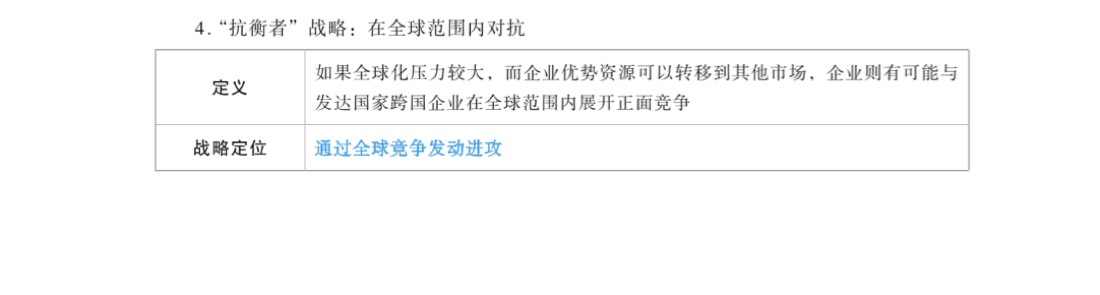 4.“抗衡者”战略：在全球范围内对抗
定义
如果全球化压力较大，而企业优势资源可以转移到其他市场，企业则有可能与
发达国家跨国企业在全球范围内展开正面竞争
战略定位
通过全球竞争发动进攻